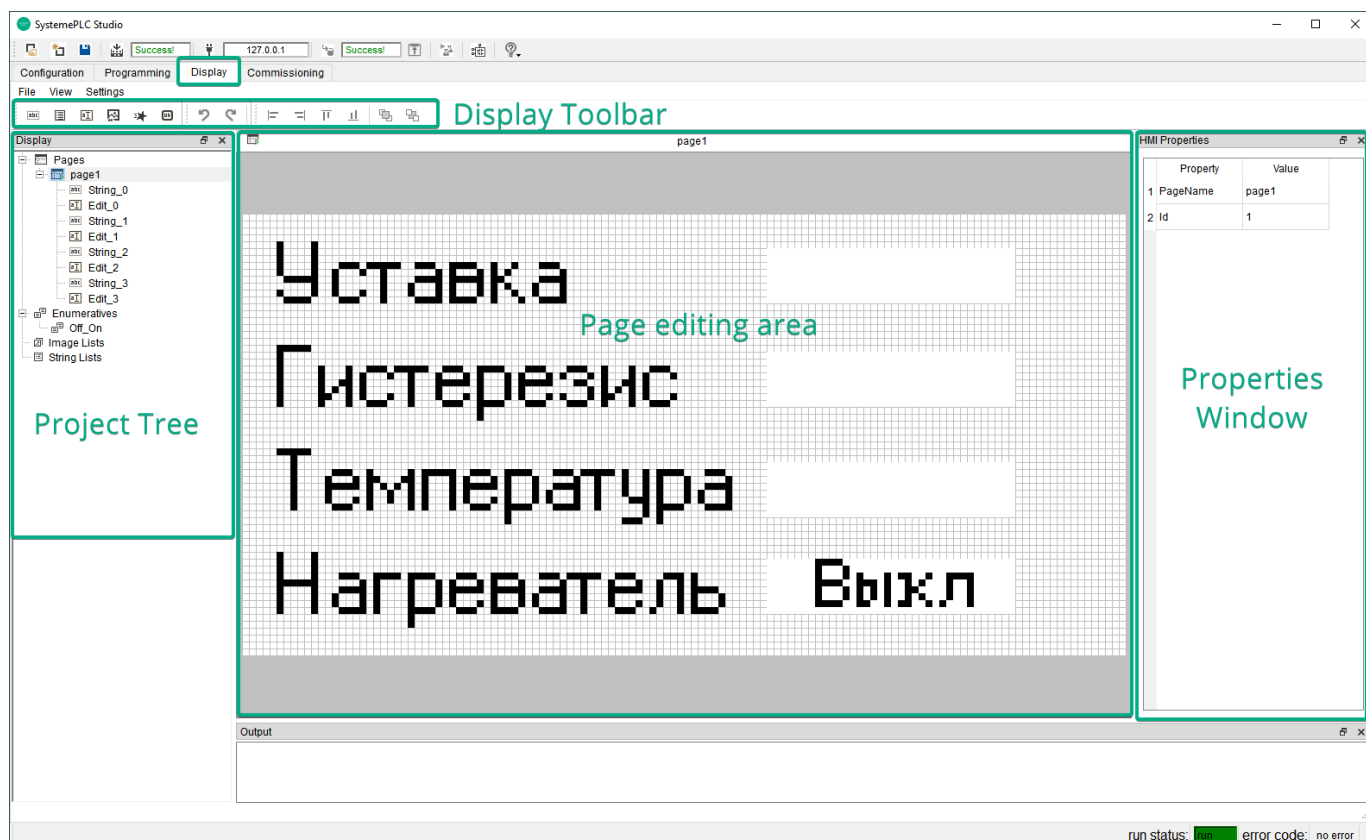 SystemePLC Studio
Success! 127.0.0.1 Success!
Configuration Programming Display Commissioning
File View Settings
Display Toolbar
Display
Pages
page1
String_0
Edit_0
String_1
Edit_1
String_2
Edit_2
String_3
Edit_3
Enumeratives
Off_On
Image Lists
String Lists
Project Tree
page1
Уставка
Page editing area
Гистерезис
Температура
Нагреватель Выкл
HMI Properties
Property Value
1 PageName page1
2 Id 1
Properties
Window
Output
run status: run error code: no error